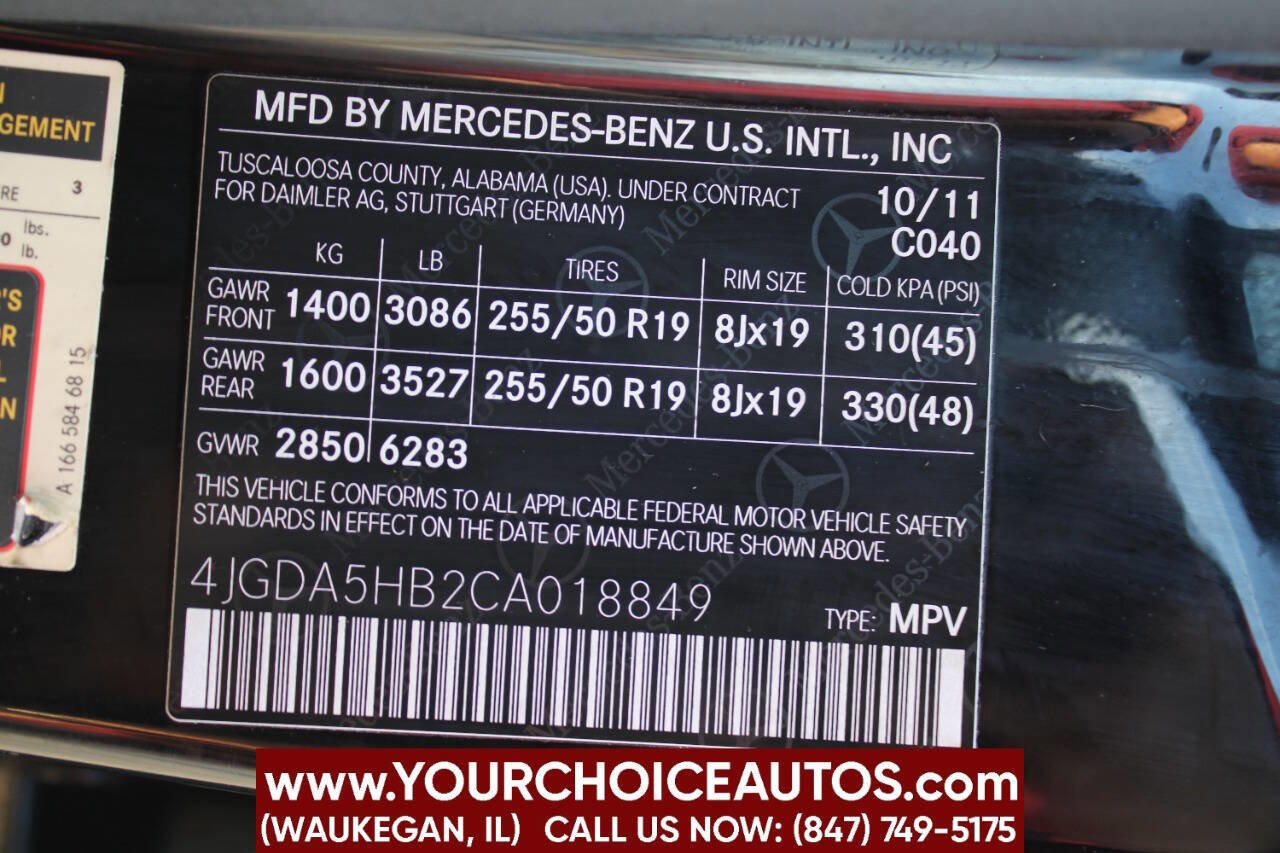 GEMENT
3
lbs.
lb.
A 166 584 68 15
MFD BY MERCEDES-BENZ U.S. INTL., INC
TUSCALOOSA COUNTY, ALABAMA (USA). UNDER CONTRACT
FOR DAIMLER AG, STUTTGART (GERMANY)
10/11
C040
KG LB TIRES RIM SIZE COLD KPA (PSI)
GAWR FRONT 1400 3086 255/50 R19 8Jx19 310(45)
GAWR REAR 1600 3527 255/50 R19 8Jx19 330(48)
GVWR 2850 6283
THIS VEHICLE CONFORMS TO ALL APPLICABLE FEDERAL MOTOR VEHICLE SAFETY
STANDARDS IN EFFECT ON THE DATE OF MANUFACTURE SHOWN ABOVE.
4JGDA5HB2CA018849
TYPE: MPV
www.YOURCHOICEAUTOS.com
(WAUKEGAN, IL) CALL US NOW: (847) 749-5175